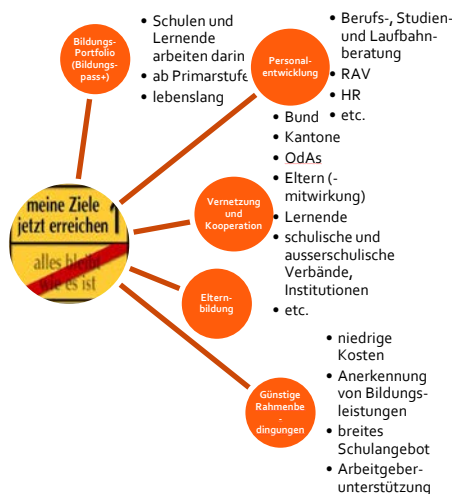 Bildungs-
Portfolio
(Bildungs-
pass+)
• Schulen und
Lernende
arbeiten darin
• ab Primarstufe
• lebenslang
Personal-
entwicklung
• Berufs-, Studien-
und Laufbahn-
beratung
• RAV
• HR
• etc.
meine Ziele
jetzt erreichen
alles bleibt
wie es ist
Vernetzung
und
Kooperation
• Bund
• Kantone
• OdAs
• Eltern (-
mitwirkung)
• Lernende
• schulische und
ausserschulische
Verbände,
Institutionen
• etc.
Eltern-
bildung
Günstige
Rahmenbe
-
dingungen
• niedrige
Kosten
• Anerkennung
von Bildungs-
leistungen
• breites
Schulangebot
• Arbeitgeber-
unterstützung